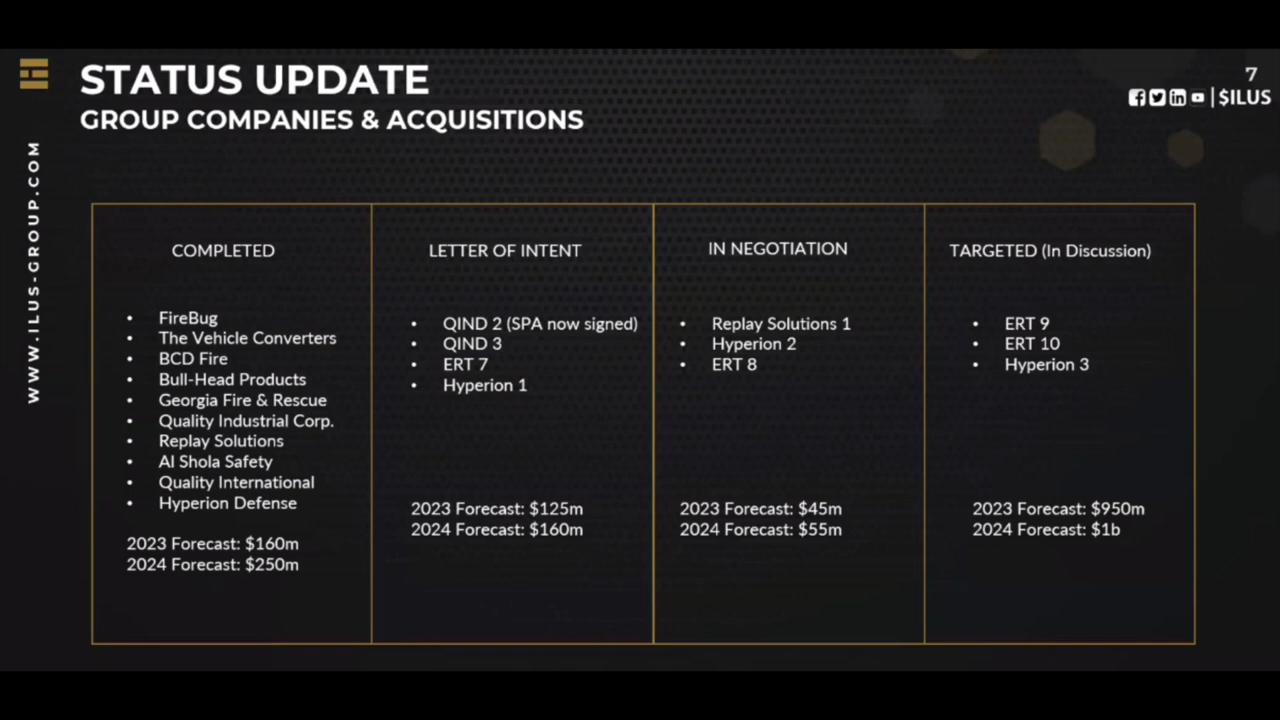 STATUS UPDATE
GROUP COMPANIES & ACQUISITIONS
7
| $ILUS
WWW.ILUS-GROUP.COM
COMPLETED
• FireBug
• The Vehicle Converters
• BCD Fire
• Bull-Head Products
• Georgia Fire & Rescue
• Quality Industrial Corp.
• Replay Solutions
• Al Shola Safety
• Quality International
• Hyperion Defense
2023 Forecast: $160m
2024 Forecast: $250m
LETTER OF INTENT
• QIND 2 (SPA now signed)
• QIND 3
• ERT 7
• Hyperion 1
2023 Forecast: $125m
2024 Forecast: $160m
IN NEGOTIATION
• Replay Solutions 1
• Hyperion 2
• ERT 8
2023 Forecast: $45m
2024 Forecast: $55m
TARGETED (In Discussion)
• ERT 9
• ERT 10
• Hyperion 3
2023 Forecast: $950m
2024 Forecast: $1b